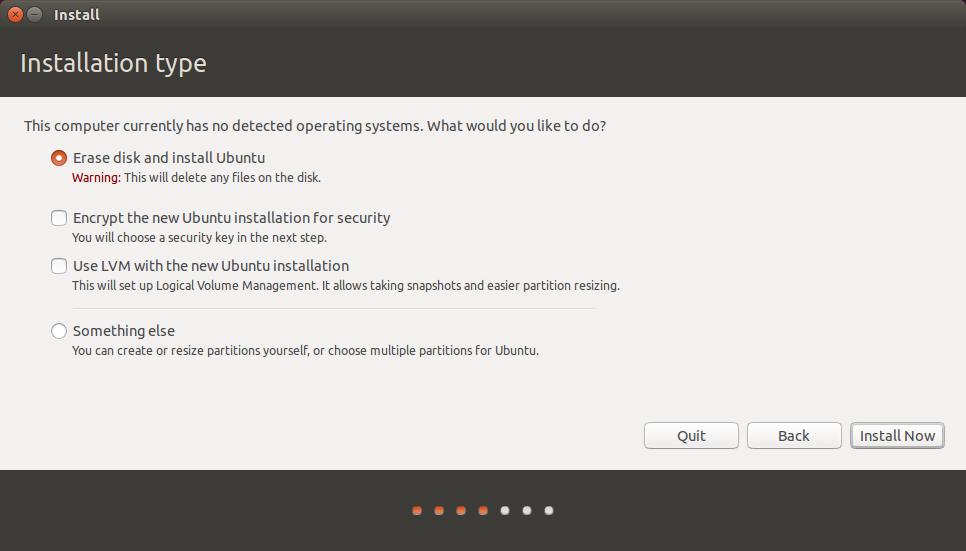 Install
Installation type
This computer currently has no detected operating systems. What would you like to do?
Erase disk and install Ubuntu
Warning: This will delete any files on the disk.
Encrypt the new Ubuntu installation for security
You will choose a security key in the next step.
Use LVM with the new Ubuntu installation
This will set up Logical Volume Management. It allows taking snapshots and easier partition resizing.
Something else
You can create or resize partitions yourself, or choose multiple partitions for Ubuntu.
Quit Back Install Now